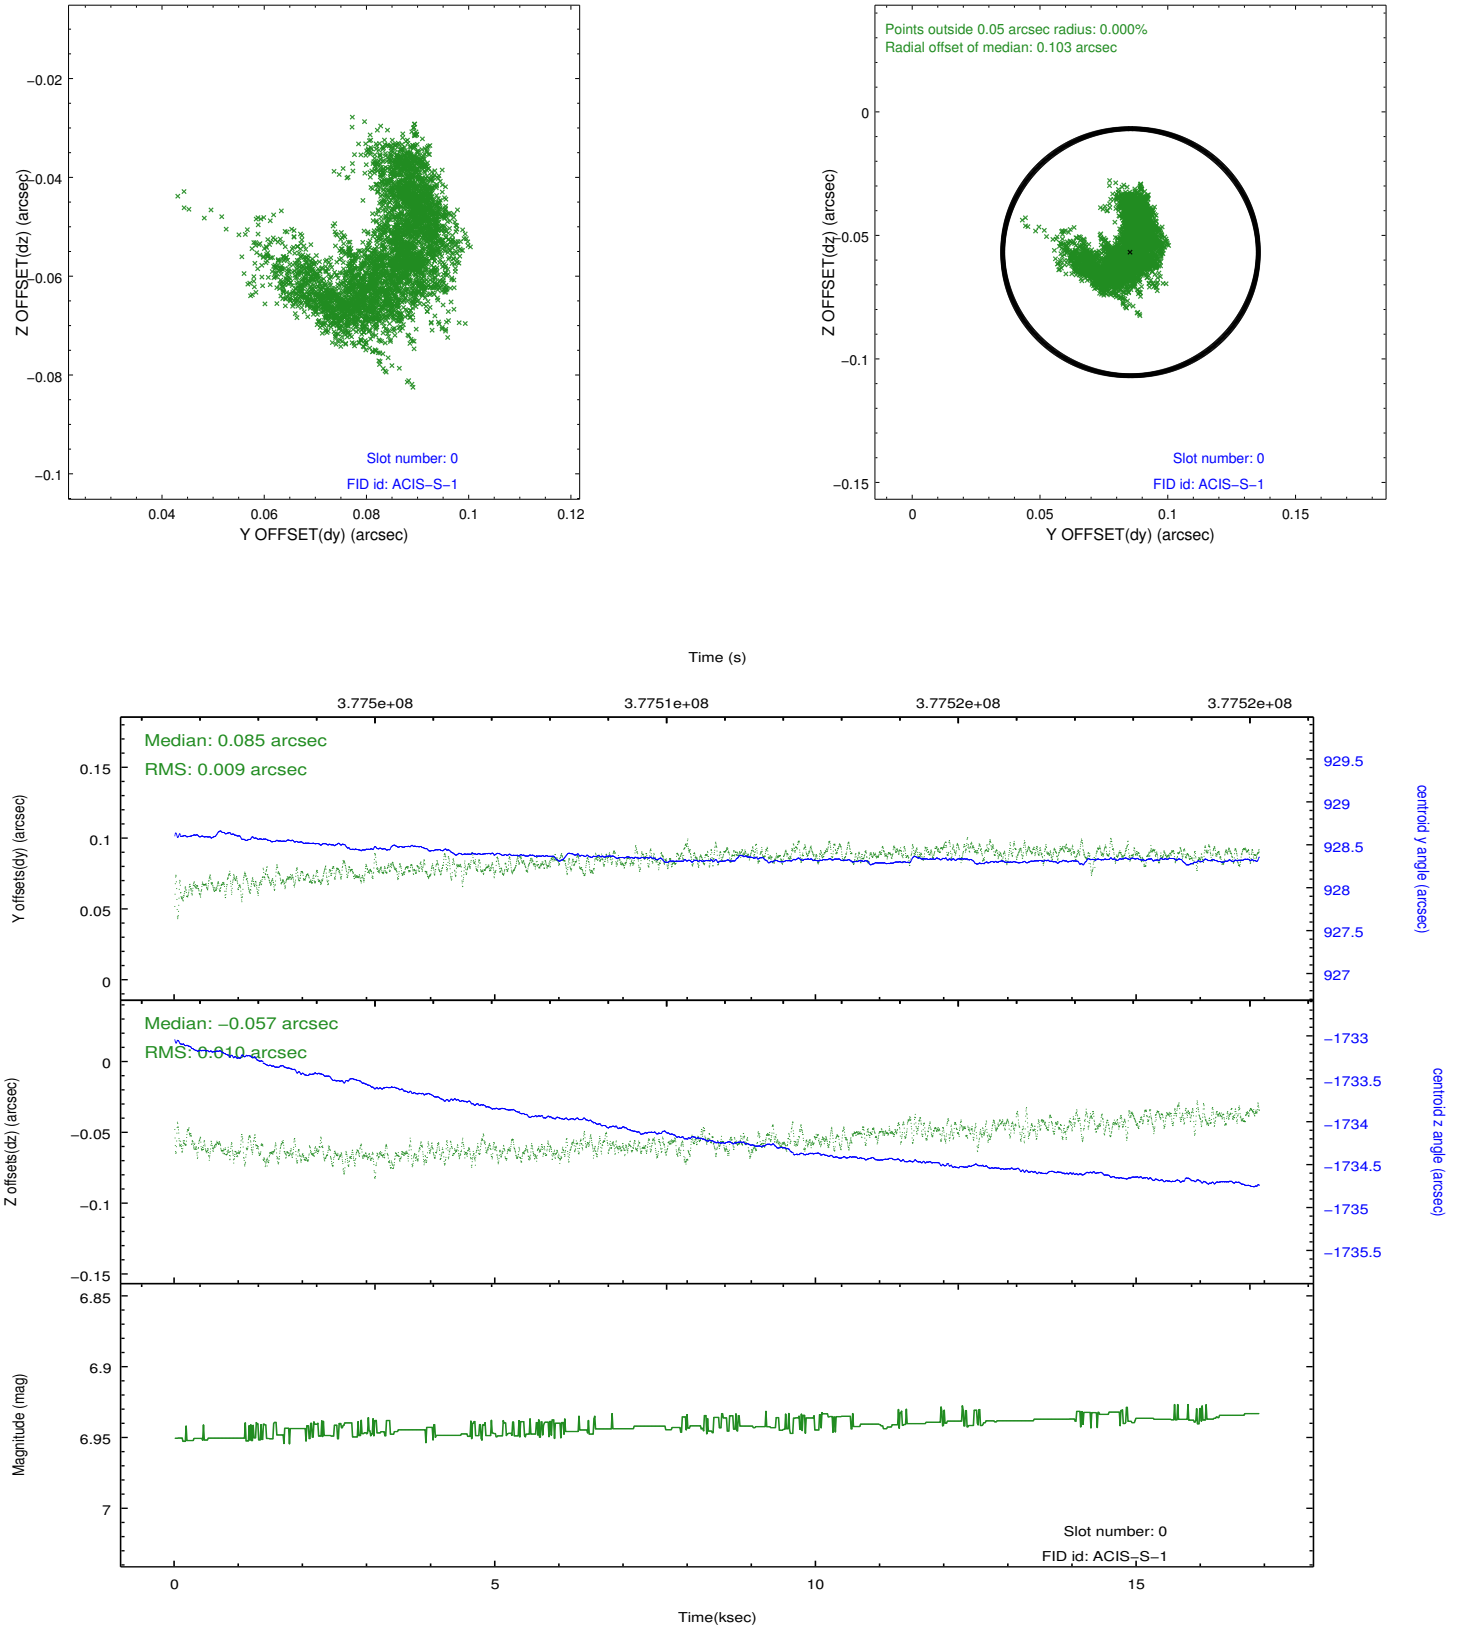 −0.02
−0.04
−0.06
−0.08
−0.1
Z OFFSET(dz) (arcsec)
Slot number: 0
FID id: ACIS−S−1
0.04 0.06 0.08 0.1 0.12
Y OFFSET(dy) (arcsec)
Points outside 0.05 arcsec radius: 0.000%
Radial offset of median: 0.103 arcsec
0
−0.05
−0.1
−0.15
Z OFFSET(dz) (arcsec)
Slot number: 0
FID id: ACIS−S−1
0 0.05 0.1 0.15
Y OFFSET(dy) (arcsec)
Time (s)
3.775e+08 3.7751e+08 3.7752e+08 3.7752e+08
Median: 0.085 arcsec
RMS: 0.009 arcsec
0.15
0.1
0.05
0
Y offsets(dy) (arcsec)
929.5
929
928.5
928
927.5
927
centroid y angle (arcsec)
Median: −0.057 arcsec
RMS: 0.010 arcsec
0
−0.05
−0.1
−0.15
Z offsets(dz) (arcsec)
−1733
−1733.5
−1734
−1734.5
−1735
−1735.5
centroid z angle (arcsec)
6.85
6.9
6.95
7
Magnitude (mag)
Slot number: 0
FID id: ACIS−S−1
0 5 10 15
Time(ksec)